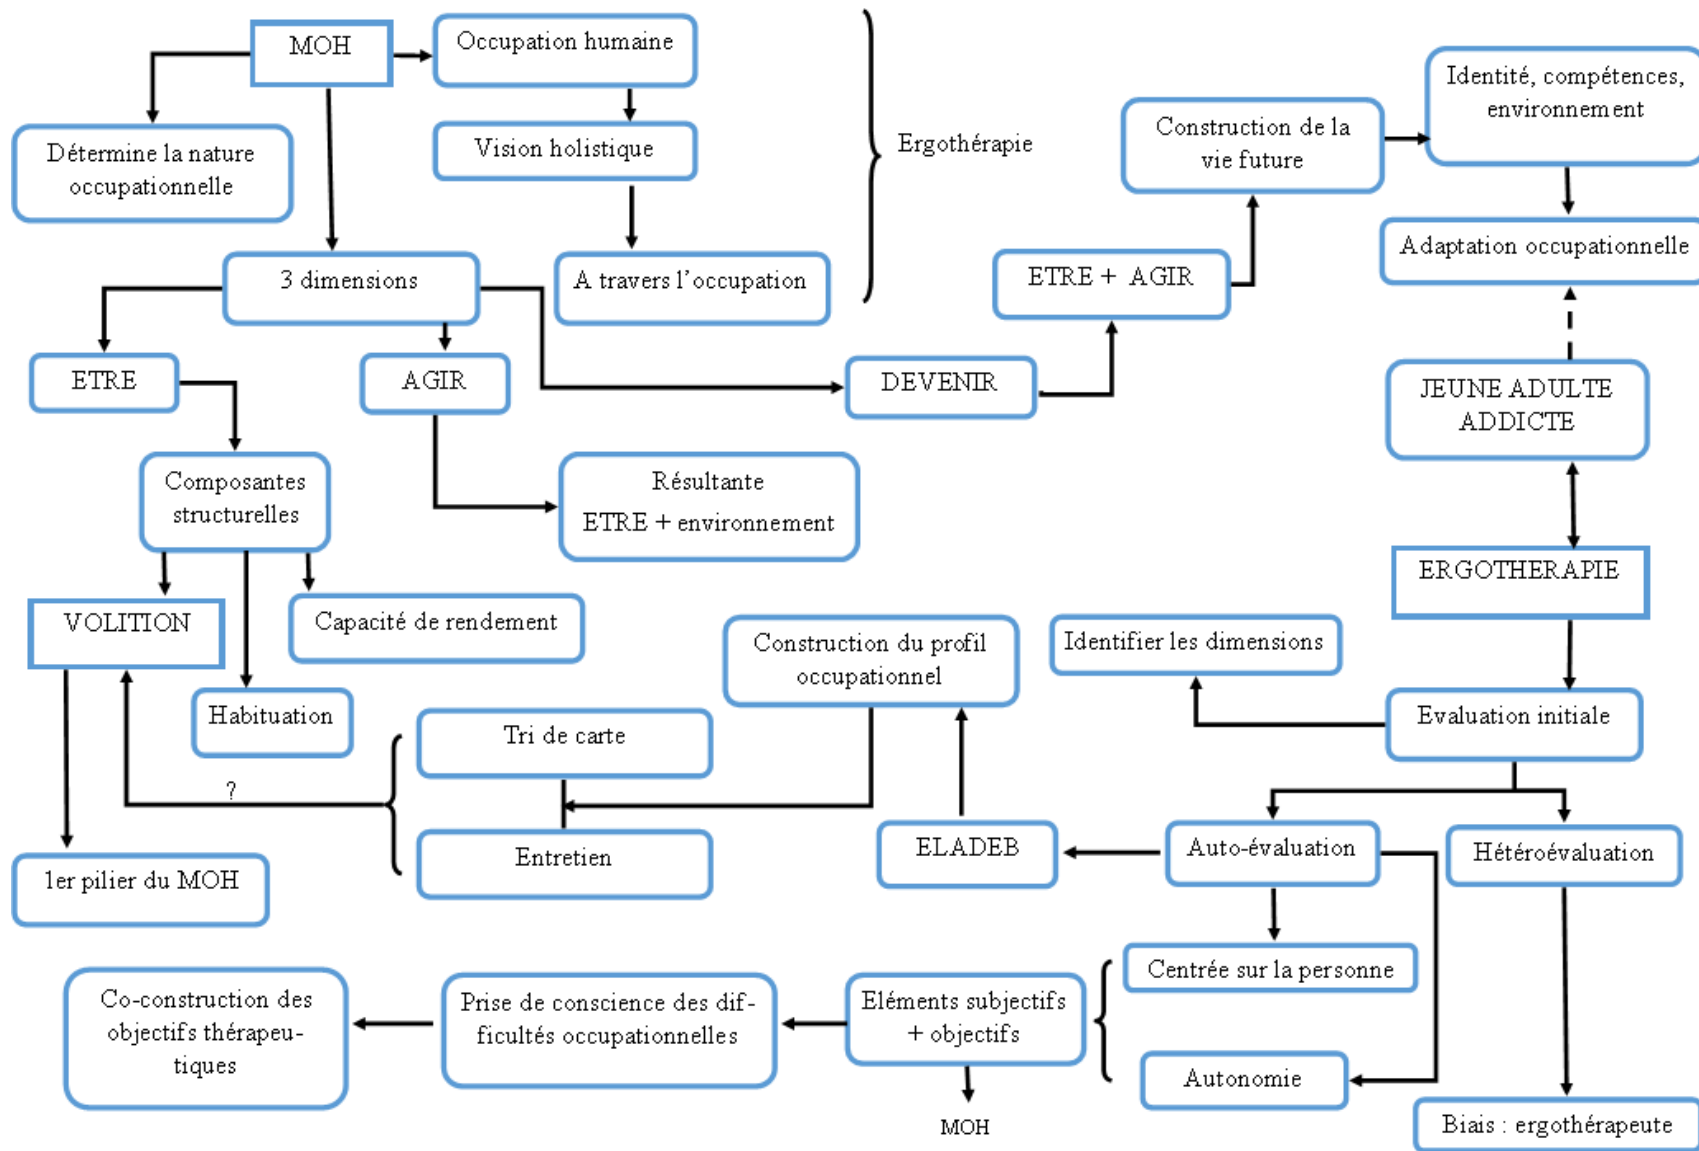 MOH
Occupation humaine
Identité, compétences,
environnement
Construction de la
vie future
Détermine la nature
occupationnelle
Vision holistique
Ergothérapie
Adaptation occupationnelle
3 dimensions
A travers l’occupation
ETRE + AGIR
ETRE
AGIR
DEVENIR
JEUNE ADULTE
ADDICTE
Composantes
structurelles
Résultante
ETRE + environnement
ERGOTHERAPIE
VOLITION
Capacité de rendement
Construction du profil
occupationnel
Identifier les dimensions
Habituation
Tri de carte
Evaluation initiale
?
1er pilier du MOH
Entretien
ELADEB
Auto-évaluation
Hétéroévaluation
Centrée sur la personne
Co-construction des
objectifs thérapeu-
tiques
Prise de conscience des dif-
ficultés occupationnelles
Eléments subjectifs
+ objectifs
Autonomie
MOH
Biais : ergothérapeute